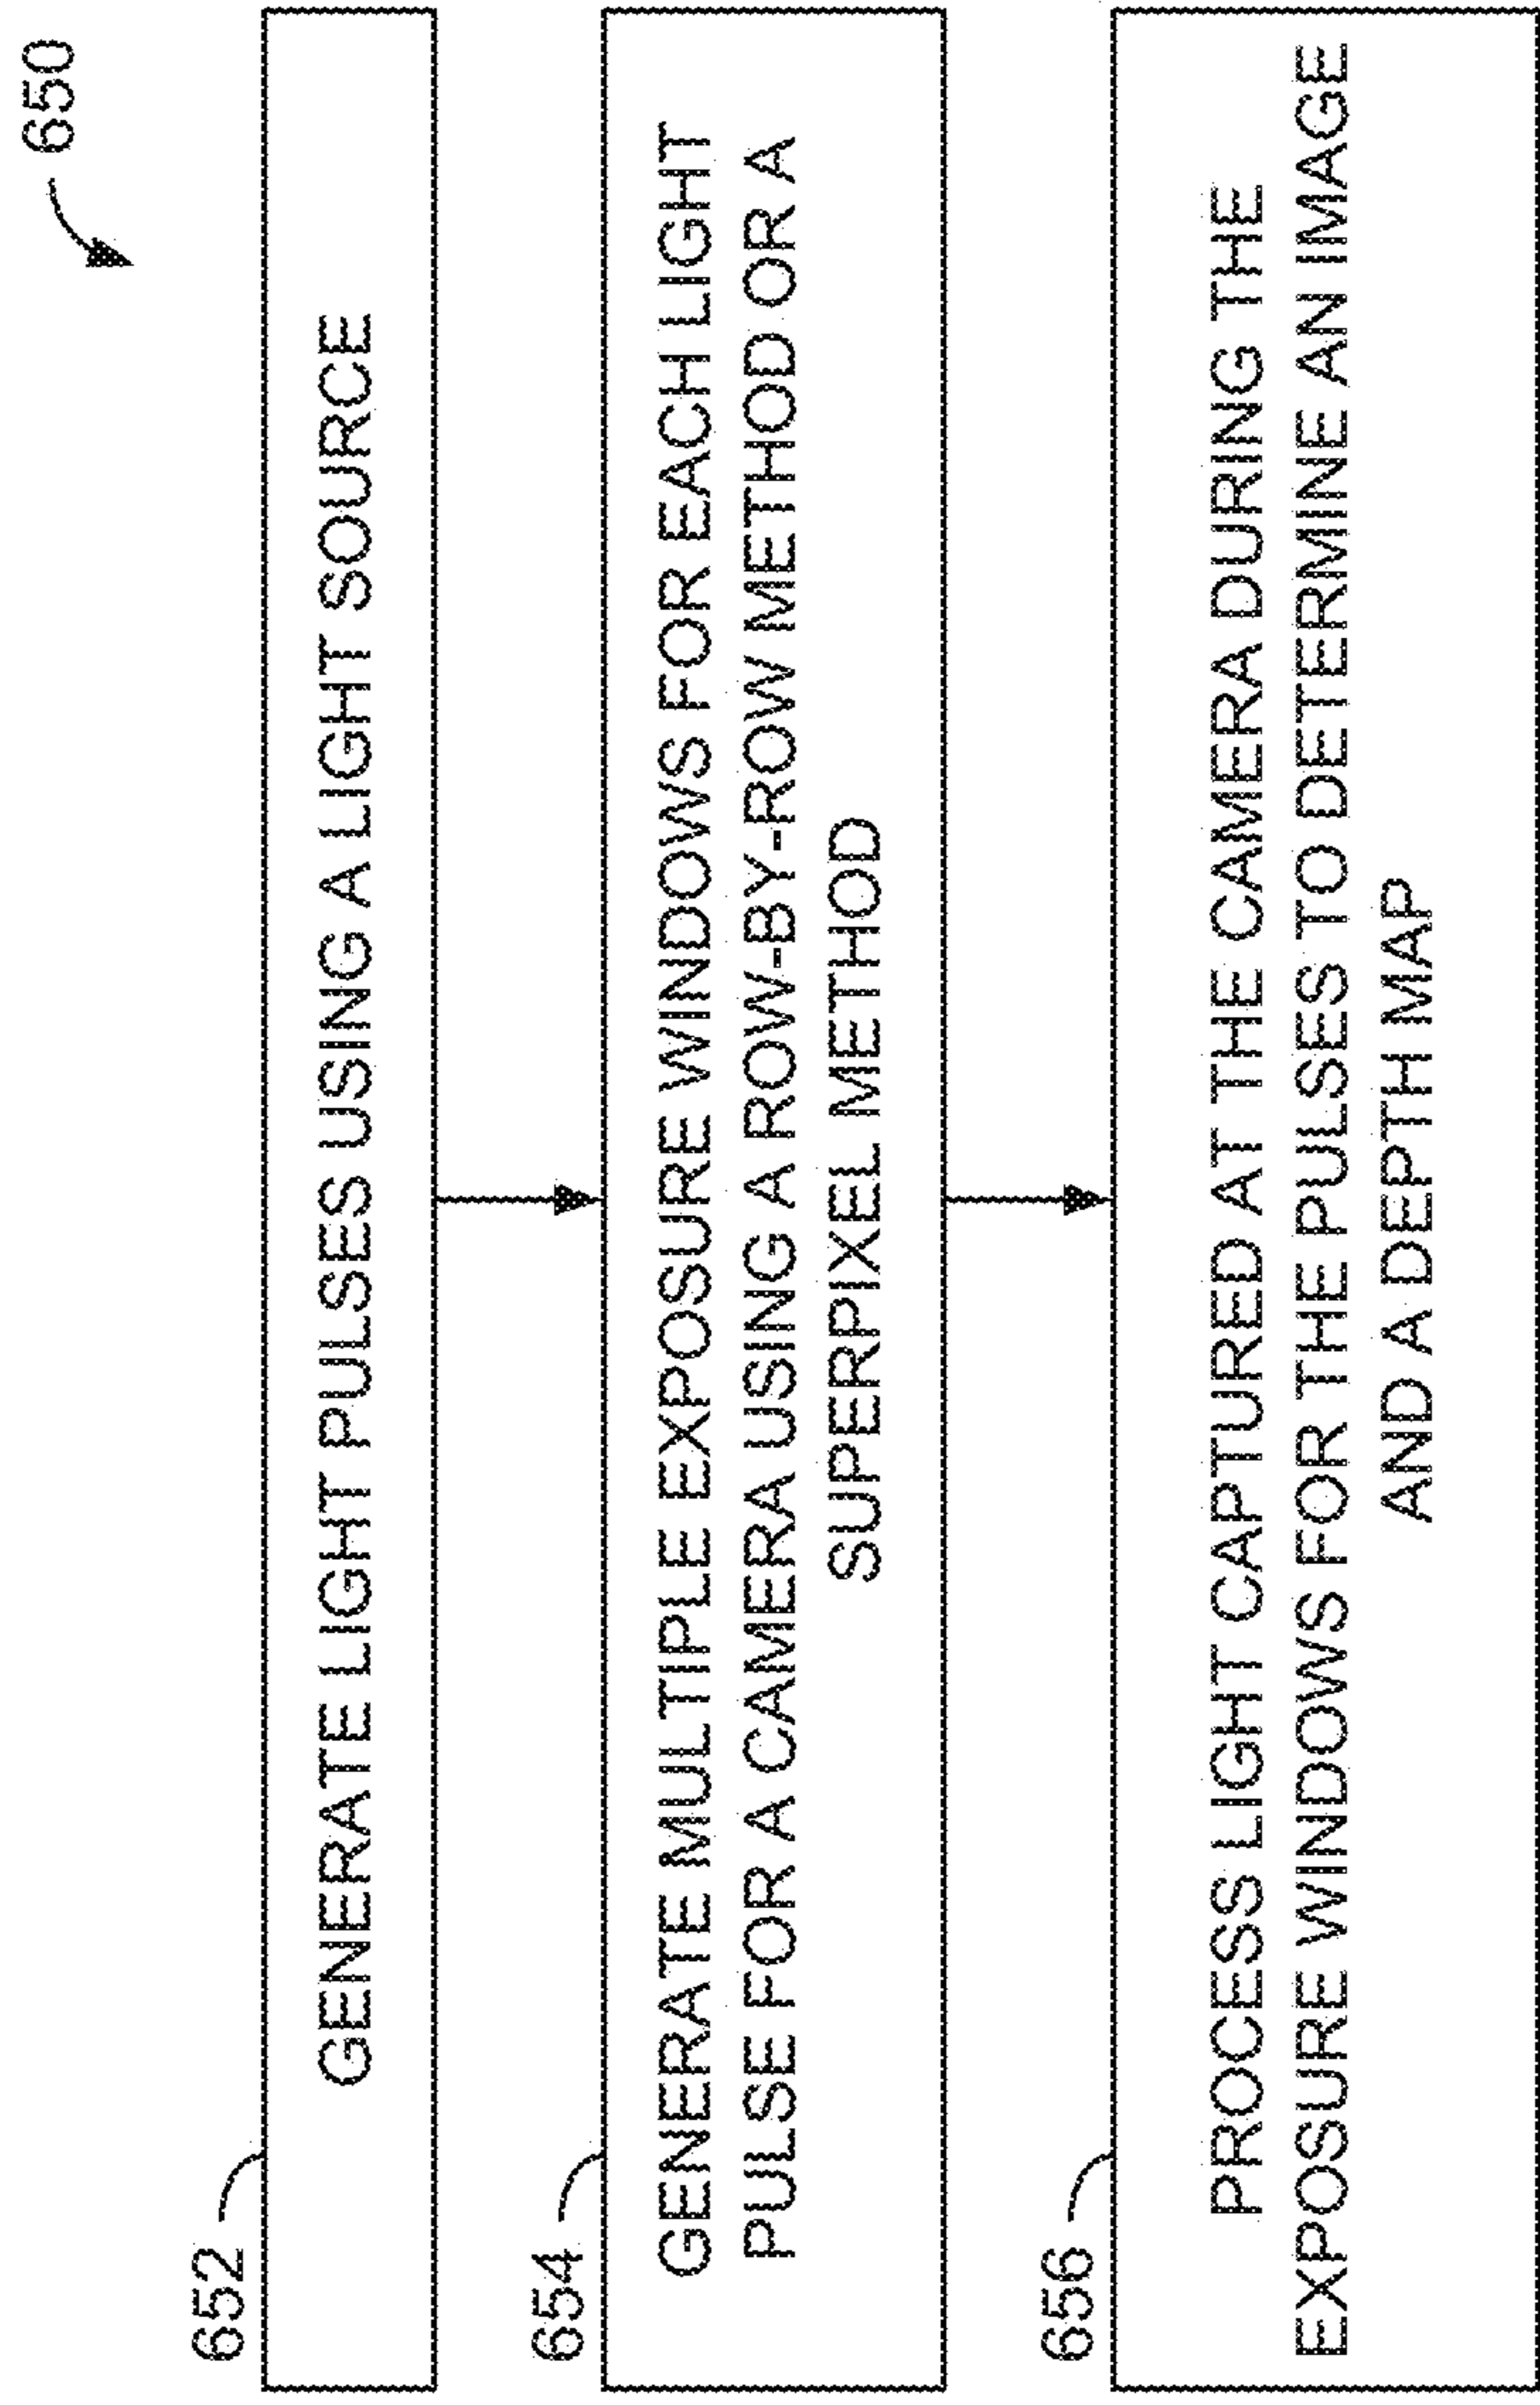 650
652
GENERATE LIGHT PULSES USING A LIGHT SOURCE
654
GENERATE MULTIPLE EXPOSURE WINDOWS FOR EACH LIGHT
PULSE FOR A CAMERA USING A ROW-BY-ROW METHOD OR A
SUPERPIXEL METHOD
656
PROCESS LIGHT CAPTURED AT THE CAMERA DURING THE
EXPOSURE WINDOWS FOR THE PULSES TO DETERMINE AN IMAGE
AND A DEPTH MAP